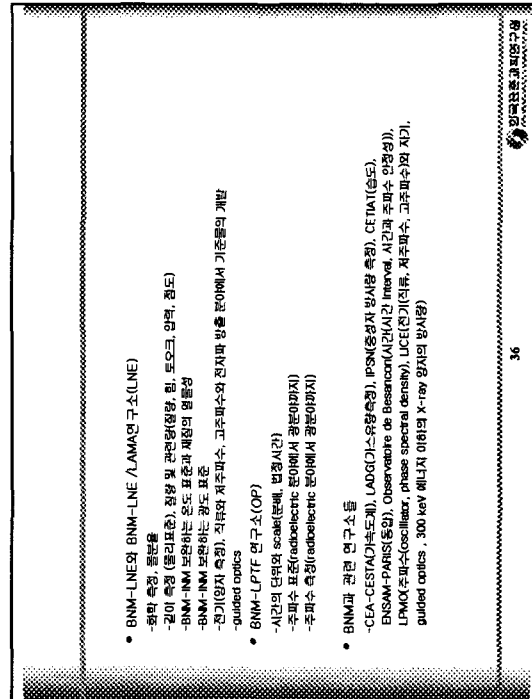 • BNM-LNE와 BNM-LNE /LAMA연구소(LNE)
-화학 측정, 몰분율
-길이 측정 (물리표준), 질량 및 관련량(질량, 힘, 토오크, 압력, 점도)
-BNM-INM 보완하는 온도 표준과 재질의 열물성
-BNM-INM 보완하는 광도 표준
-전기(양자 측정), 직류와 저주파수, 고주파수와 전자파 방출 분야에서 기준물의 개발
-guided optics
• BNM-LPTF 연구소(OP)
-시간의 단위와 scale(분배, 법정시간)
-주파수 표준(radioelectric 분야에서 광분야까지)
-주파수 측정(radioelectric 분야에서 광분야까지)
• BNM과 관련 연구소들
-CEA-CESTA(가속도계), LADG(가스유량측정), IPSN(중성자 방사량 측정), CETIAT(습도),
ENSAM-PARIS(동압), Observatoire de Besancon(시간(시간 Interval, 시간과 주파수 안정성)),
LPMO(주파수(oscillator, phase spectral density), LICE(전기(직류, 저주파수, 고주파수)와 자기,
guided optics , 300 keV 에너지 이하의 X-ray 양자의 방사량)
36
한국표준과학연구원